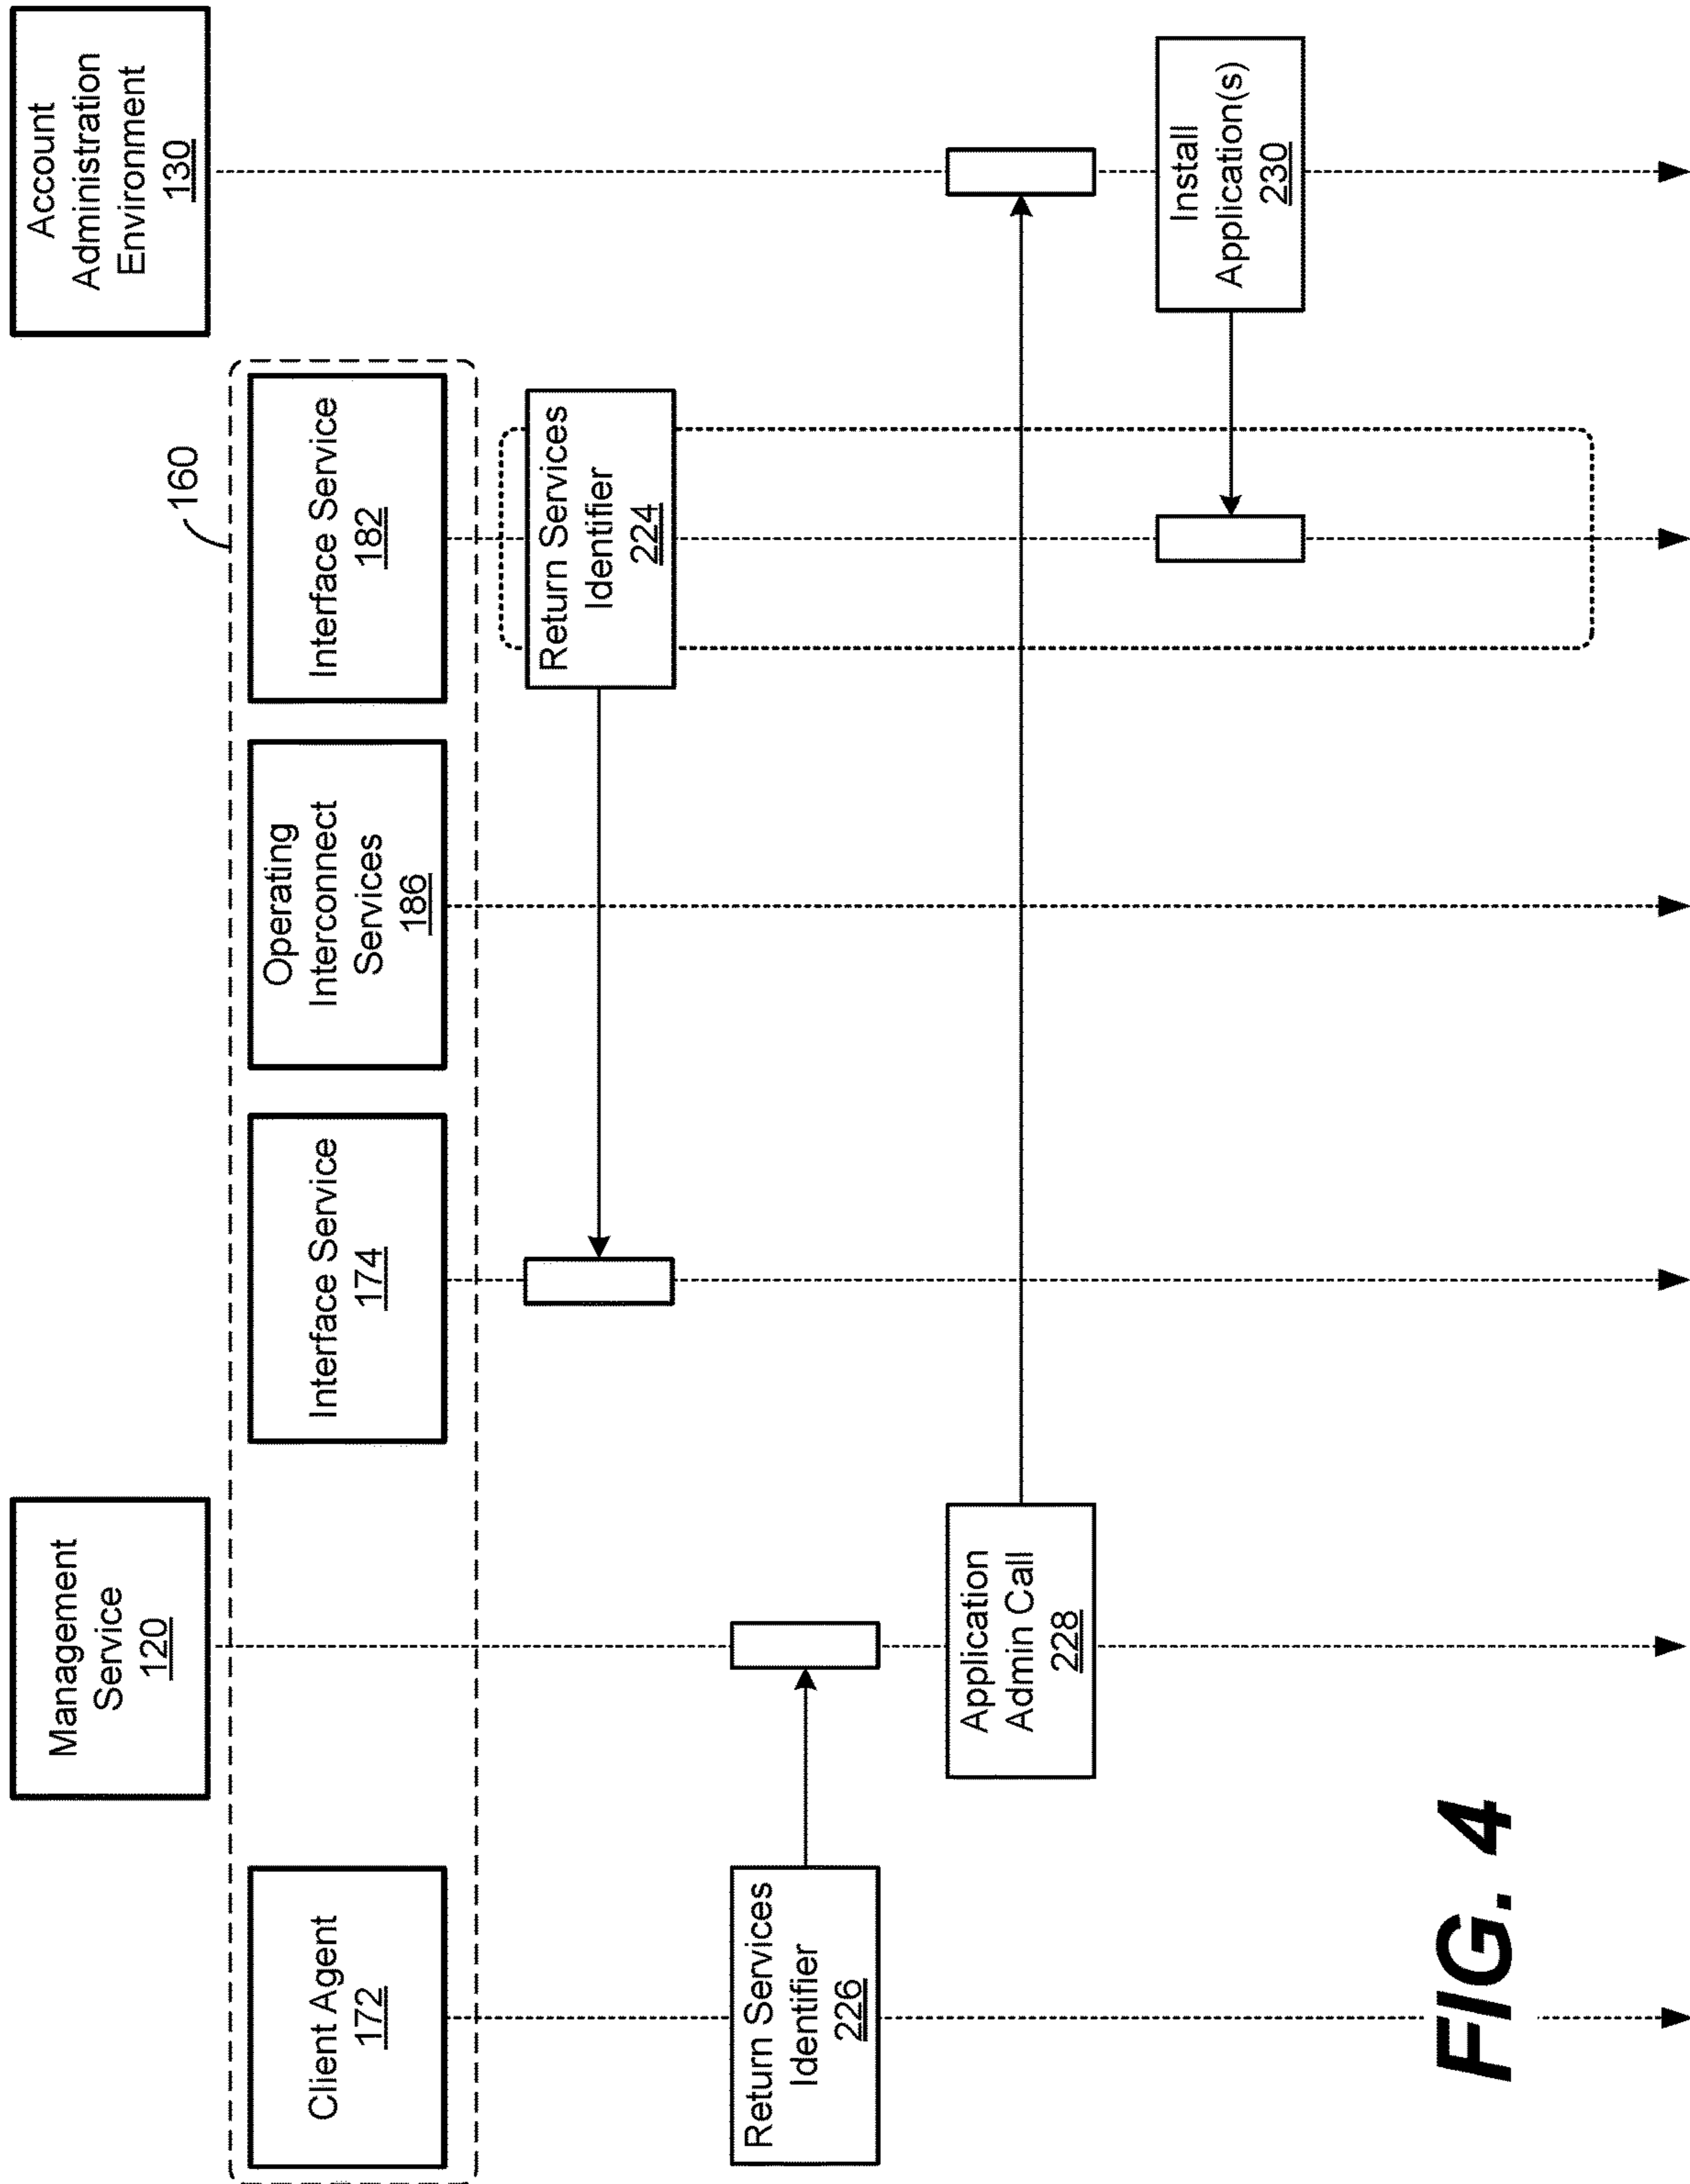 Management
Service
120
Account
Administration
Environment
130
160
Client Agent
172
Interface Service
174
Operating
Interconnect
Services
186
Interface Service
182
Return Services
Identifier
224
Return Services
Identifier
226
Application
Admin Call
228
Install
Application(s)
230
FIG. 4